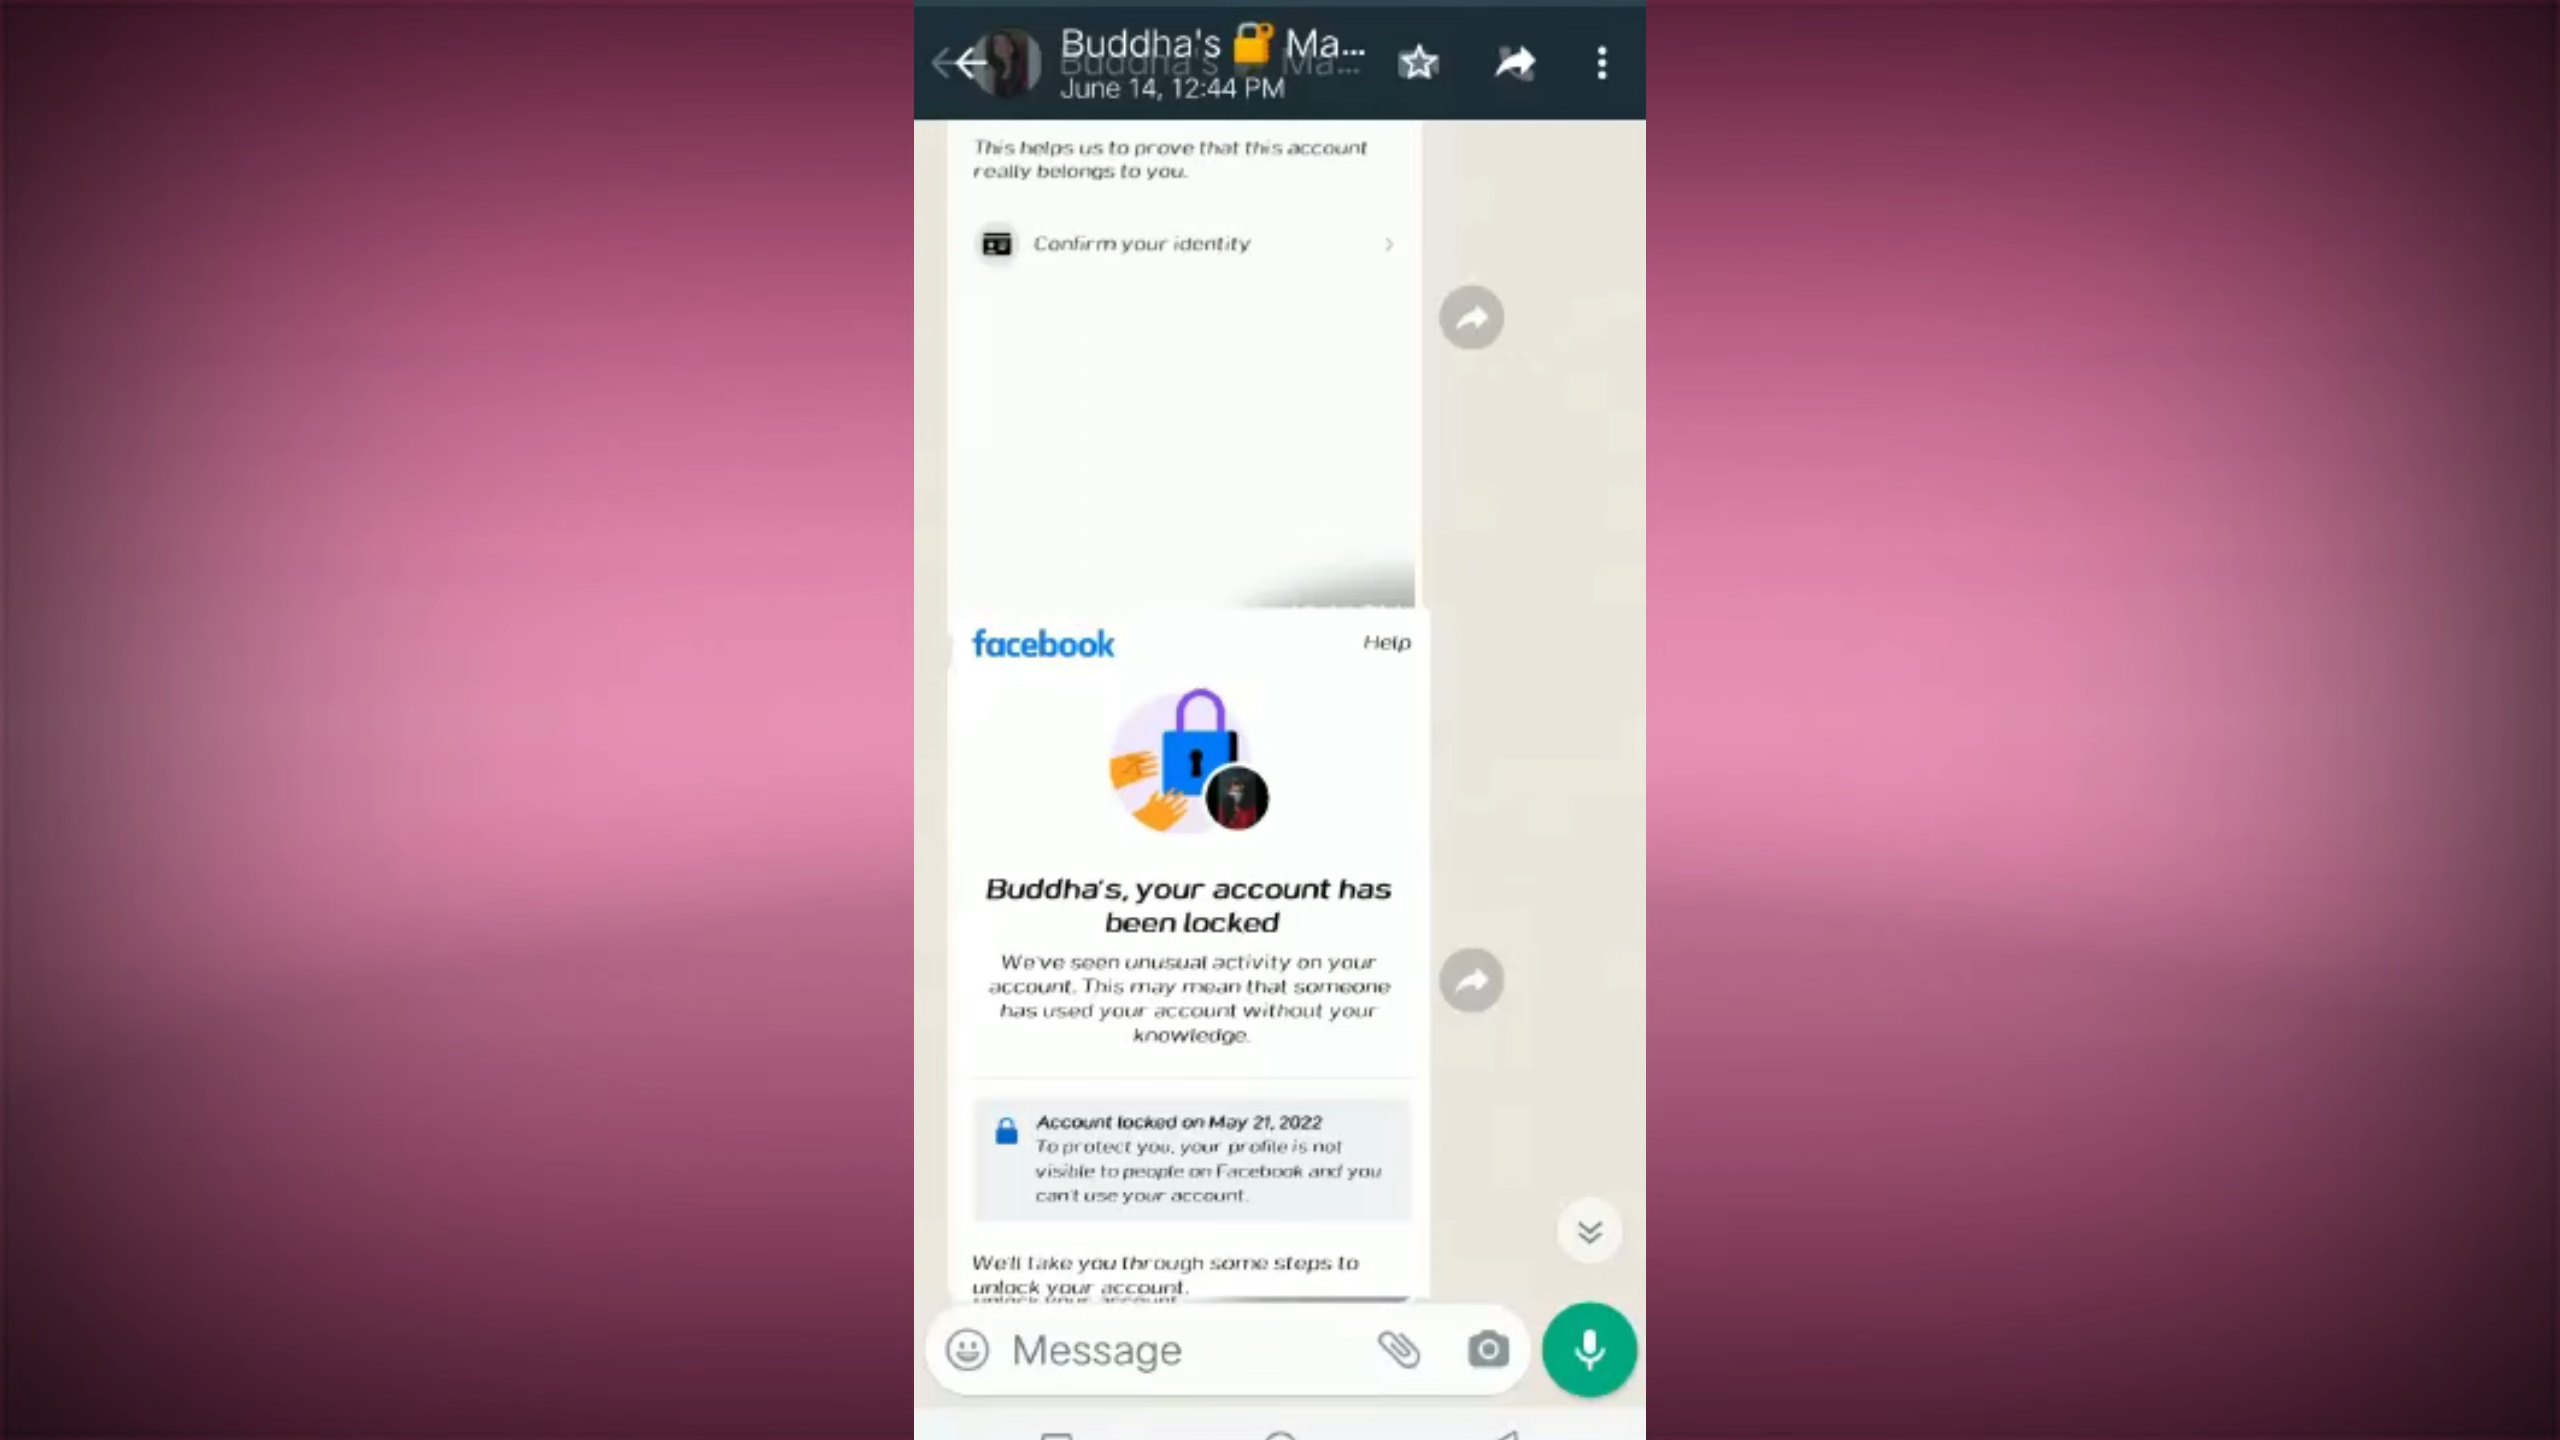 Buddha's 🔐 Ma...
June 14, 12:44 PM
This helps us to prove that this account
really belongs to you.
Confirm your identity
facebook
Help
Buddha's, your account has
been locked
We've seen unusual activity on your
account. This may mean that someone
has used your account without your
knowledge.
Account locked on May 21, 2022
To protect you, your profile is not
visible to people on Facebook and you
can't use your account.
We'll take you through some steps to
unlock your account.
Message